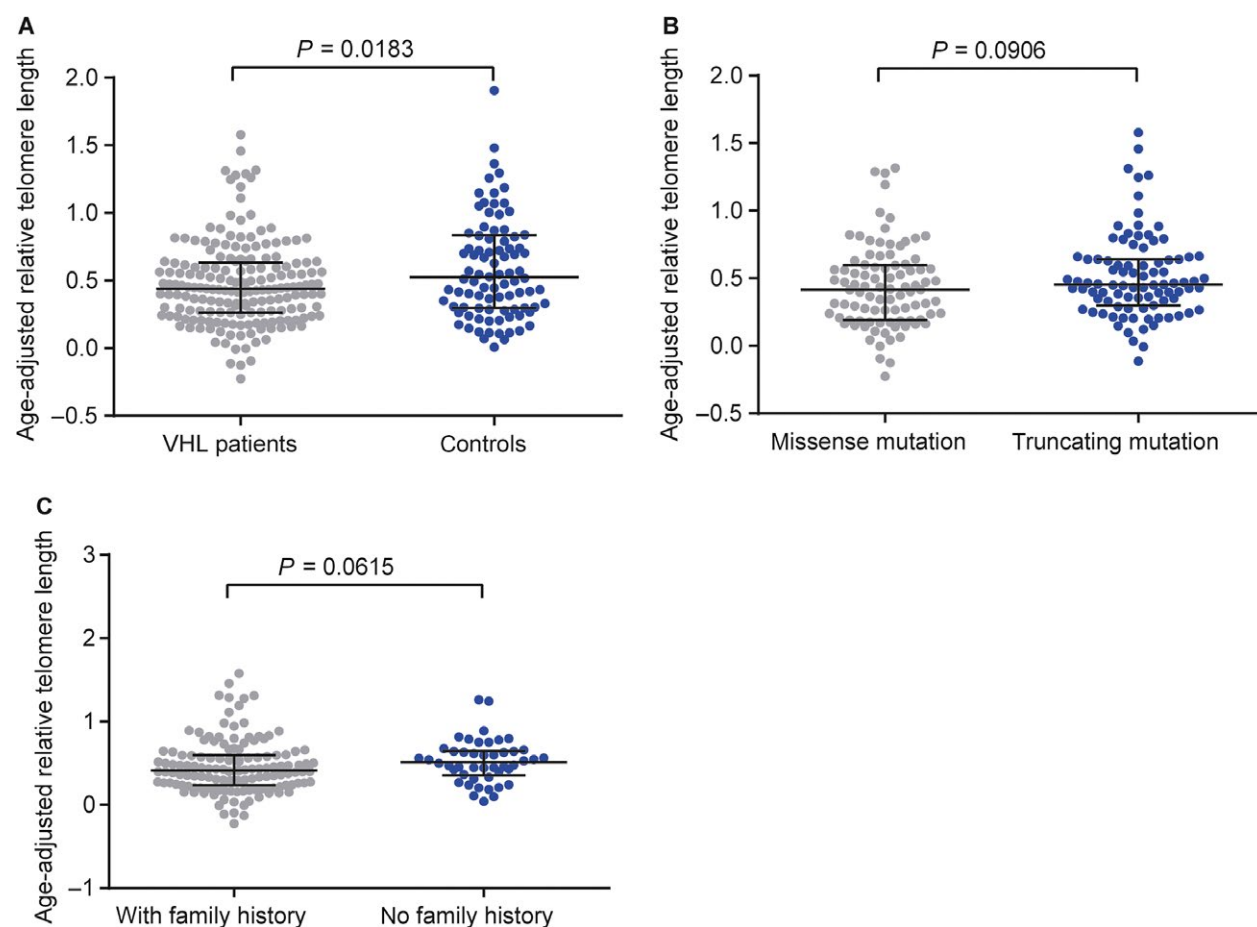 A
P = 0.0183
Age-adjusted relative telomere length
2.0
1.5
1.0
0.5
0.0
–0.5
VHL patients
Controls
B
P = 0.0906
Age-adjusted relative telomere length
2.0
1.5
1.0
0.5
0.0
–0.5
Missense mutation
Truncating mutation
C
P = 0.0615
Age-adjusted relative telomere length
3
2
1
0
–1
With family history
No family history